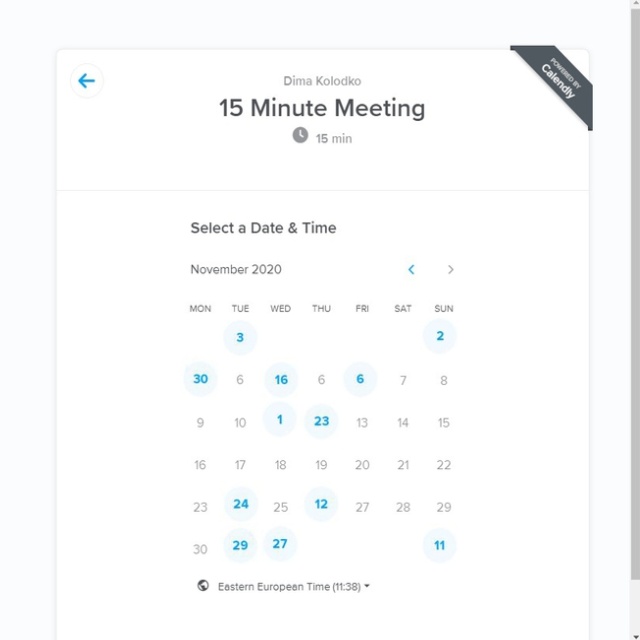 Dima Kolodko
POWERED BY
Calendly
15 Minute Meeting
15 min
Select a Date & Time
November 2020
MON TUE WED THU FRI SAT SUN
3 2
30 6 16 6 6 7 8
9 10 1 23 13 14 15
16 17 18 19 20 21 22
23 24 25 12 27 28 29
30 29 27 11
Eastern European Time (11:38)